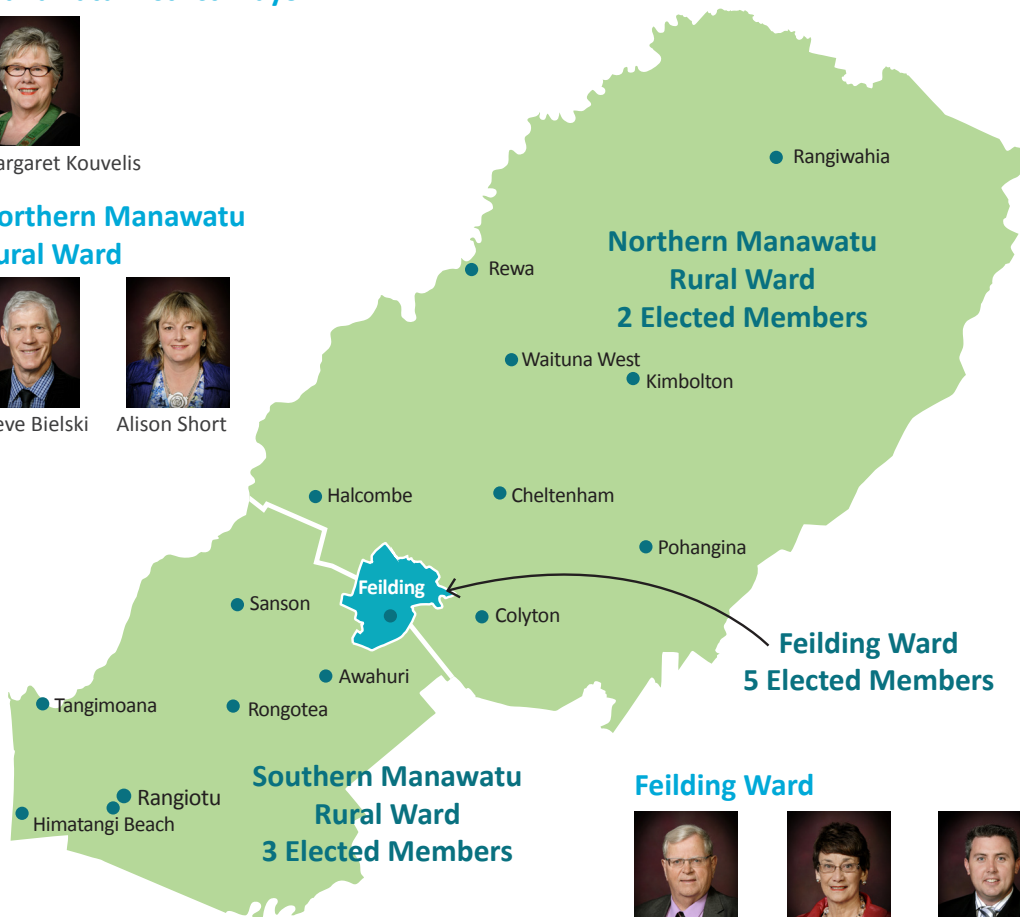 argaret Kouvelis
orthern Manawatu
ural Ward
eve Bielski
Alison Short
Rangiwahia
Northern Manawatu
Rural Ward
2 Elected Members
Rewa
Waituna West
Kimbolton
Halcombe
Cheltenham
Pohangina
Feilding
Sanson
Colyton
Feilding Ward
5 Elected Members
Awahuri
Tangimoana
Rongotea
Southern Manawatu
Rural Ward
3 Elected Members
Rangiotu
Himatangi Beach
Feilding Ward